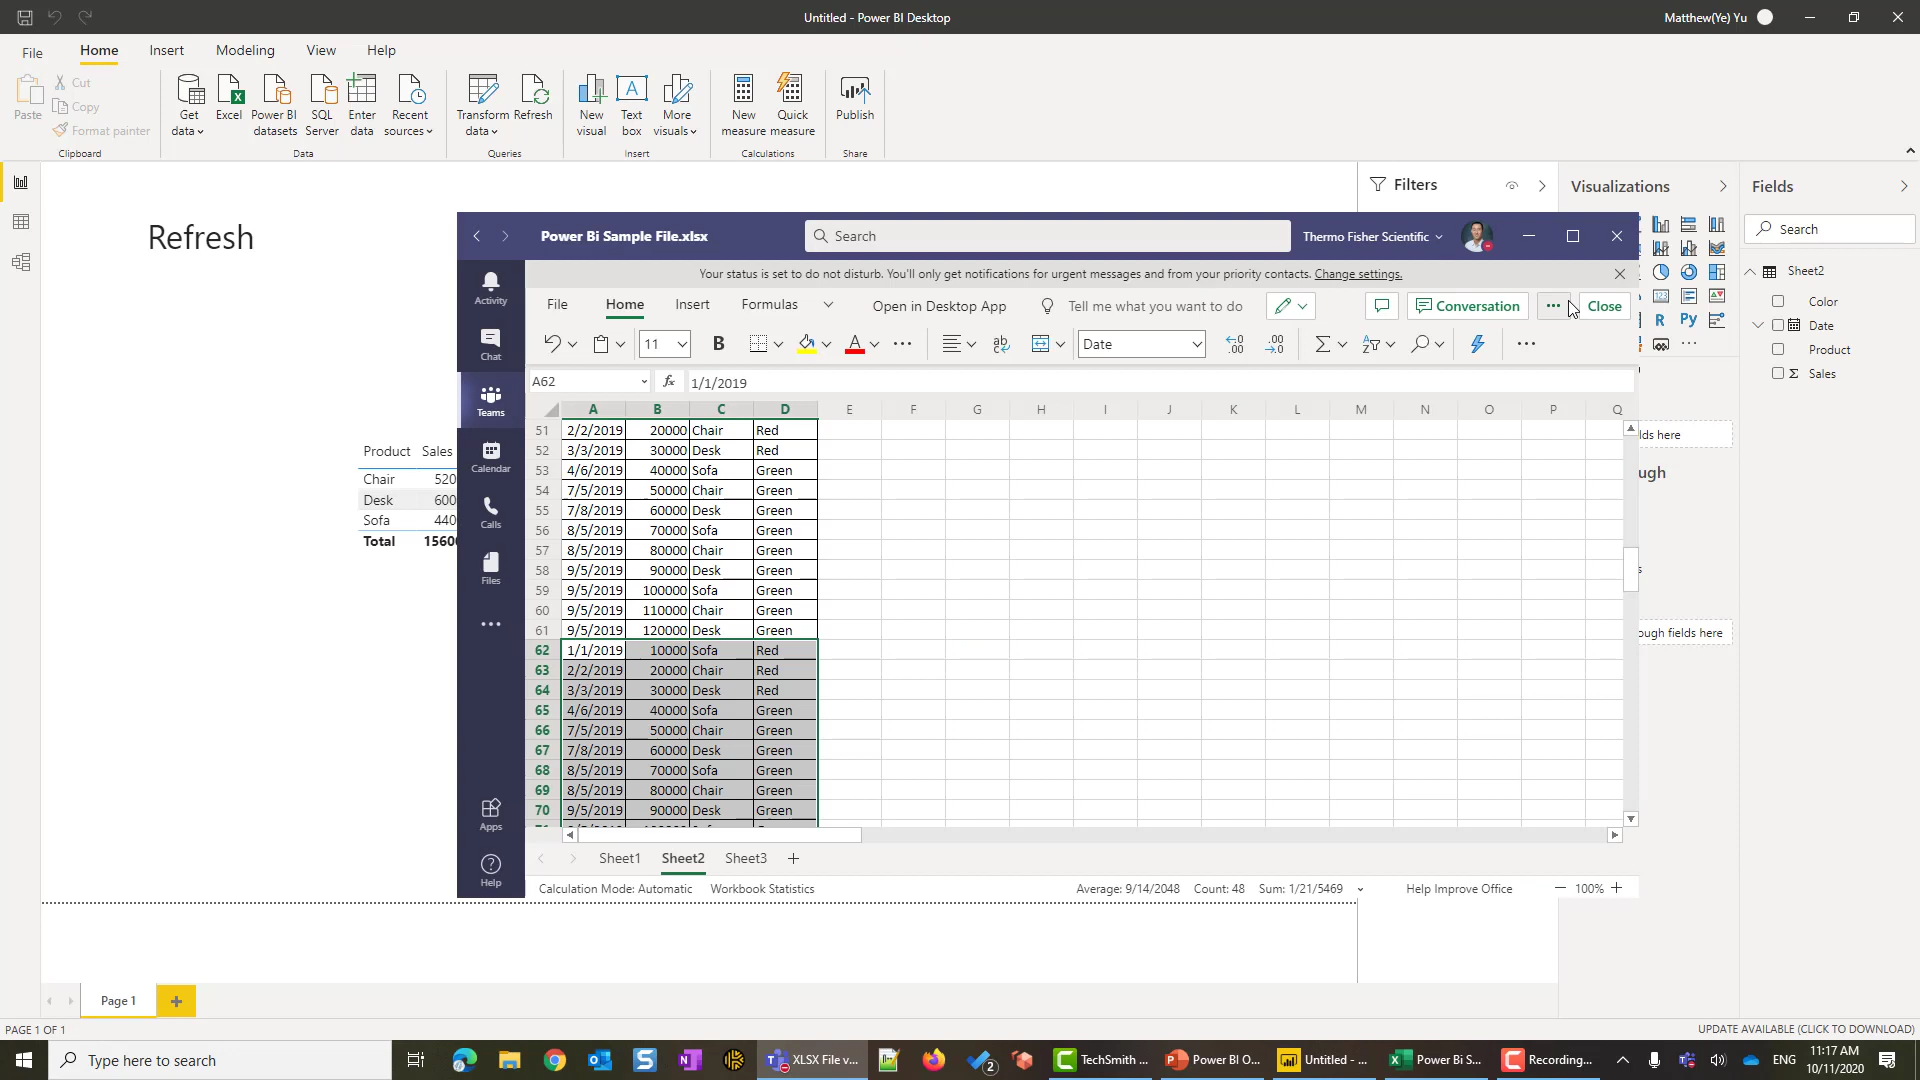 Untitled - Power BI Desktop
Matthew(Ye) Yu
File
Home
Insert
Modeling
View
Help
Paste
Cut
Copy
Format painter
Get data
Excel
Power BI datasets
SQL Server
Enter data
Recent sources
Transform data
Refresh
New visual
Text box
More visuals
New measure
Quick measure
Publish
Clipboard
Data
Queries
Insert
Calculations
Share
Refresh
Product Sales
Chair 520
Desk 600
Sofa 440
Total 1560
Filters
Visualizations
Fields
Search
Sheet2
Color
Date
Product
Σ Sales
R Py
lds here
ugh
s
ough fields here
Power Bi Sample File.xlsx
Search
Thermo Fisher Scientific
Your status is set to do not disturb. You'll only get notifications for urgent messages and from your priority contacts. Change settings.
Activity
Chat
Teams
Calendar
Calls
Files
Apps
Help
File
Home
Insert
Formulas
Open in Desktop App
Tell me what you want to do
Conversation
Close
11
B
A
Date
A62
fx
1/1/2019
A B C D E F G H I J K L M N O P Q
51 2/2/2019 20000 Chair Red
52 3/3/2019 30000 Desk Red
53 4/6/2019 40000 Sofa Green
54 7/5/2019 50000 Chair Green
55 7/8/2019 60000 Desk Green
56 8/5/2019 70000 Sofa Green
57 8/5/2019 80000 Chair Green
58 9/5/2019 90000 Desk Green
59 9/5/2019 100000 Sofa Green
60 9/5/2019 110000 Chair Green
61 9/5/2019 120000 Desk Green
62 1/1/2019 10000 Sofa Red
63 2/2/2019 20000 Chair Red
64 3/3/2019 30000 Desk Red
65 4/6/2019 40000 Sofa Green
66 7/5/2019 50000 Chair Green
67 7/8/2019 60000 Desk Green
68 8/5/2019 70000 Sofa Green
69 8/5/2019 80000 Chair Green
70 9/5/2019 90000 Desk Green
Sheet1
Sheet2
Sheet3
Calculation Mode: Automatic
Workbook Statistics
Average: 9/14/2048
Count: 48
Sum: 1/21/5469
Help Improve Office
100%
Page 1
PAGE 1 OF 1
UPDATE AVAILABLE (CLICK TO DOWNLOAD)
Type here to search
XLSX File v...
2
TechSmith ...
Power BI O...
Untitled - ...
Power Bi S...
Recording...
ENG
11:17 AM
10/11/2020